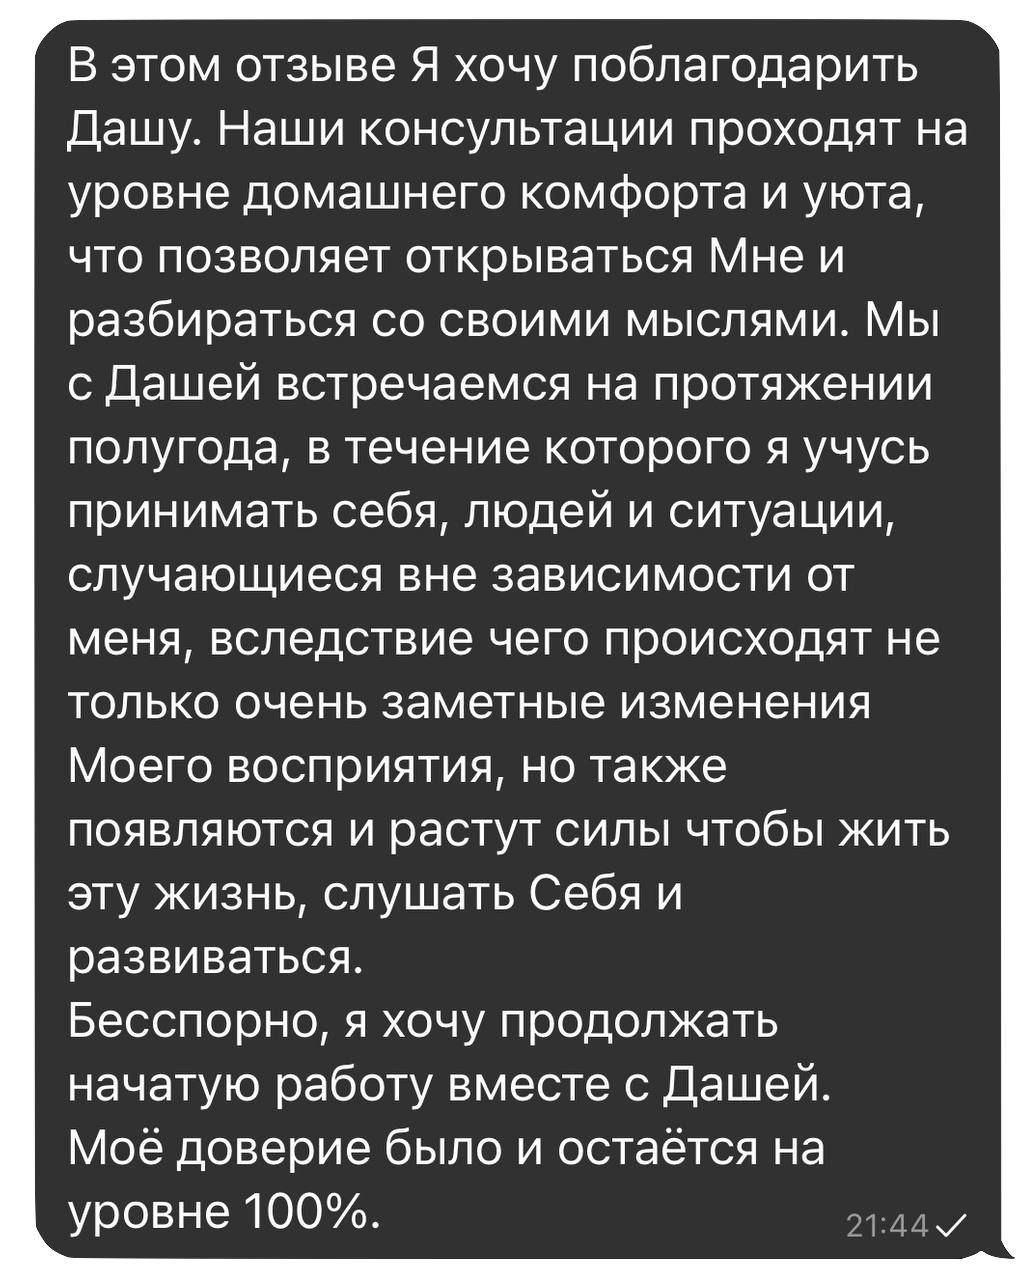 В этом отзыве Я хочу поблагодарить
Дашу. Наши консультации проходят на
уровне домашнего комфорта и уюта,
что позволяет открываться Мне и
разбираться со своими мыслями. Мы
с Дашей встречаемся на протяжении
полугода, в течение которого я учусь
принимать себя, людей и ситуации,
случающиеся вне зависимости от
меня, вследствие чего происходят не
только очень заметные изменения
Моего восприятия, но также
появляются и растут силы чтобы жить
эту жизнь, слушать Себя и
развиваться.
Бесспорно, я хочу продолжать
начатую работу вместе с Дашей.
Моё доверие было и остаётся на
уровне 100%.
21:44